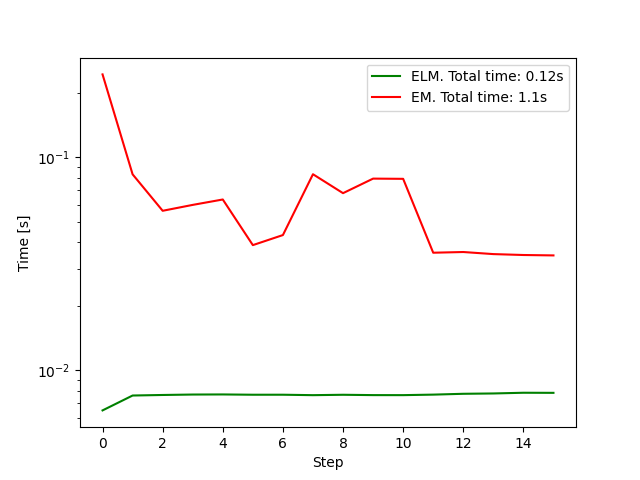 ELM. Total time: 0.12s
EM. Total time: 1.1s
10⁻¹
10⁻²
Time [s]
0 2 4 6 8 10 12 14
Step